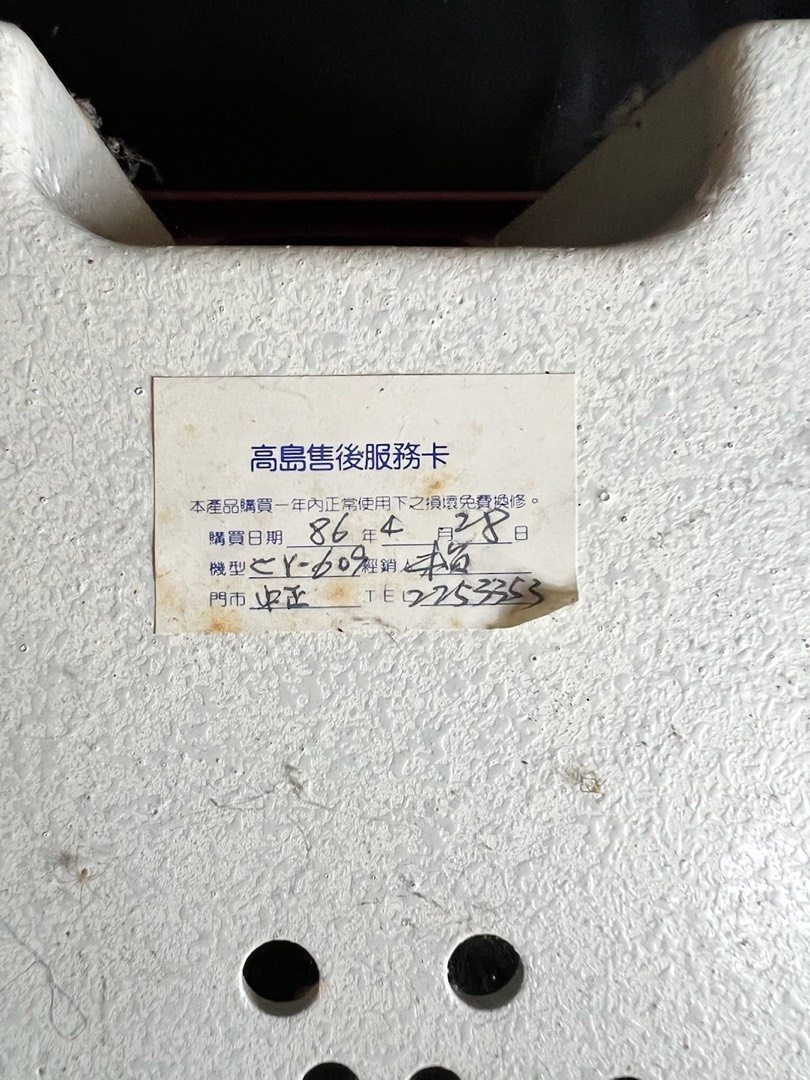 高島售後服務卡
本產品購買一年內正常使用下之損壞免費換修。
購買日期 86 年 4 月 28 日
機型 Y-609 經銷人
門市 中正 TEL 2253353